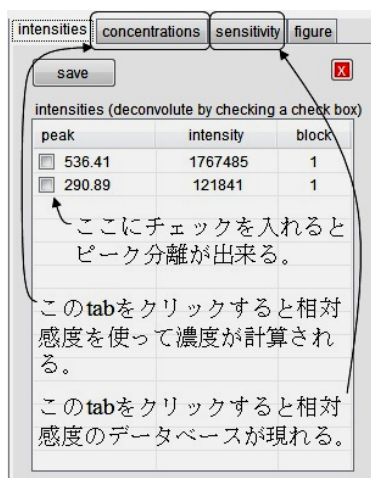 intensities concentrations sensitivity figure
save X
intensities (deconvolute by checking a check box)
peak intensity block
536.41 1767485 1
290.89 121841 1
ここにチェックを入れると
ピーク分離が出来る。
このtabをクリックすると相対
感度を使って濃度が計算され
る。
このtabをクリックすると相対
感度のデータベースが現れる。